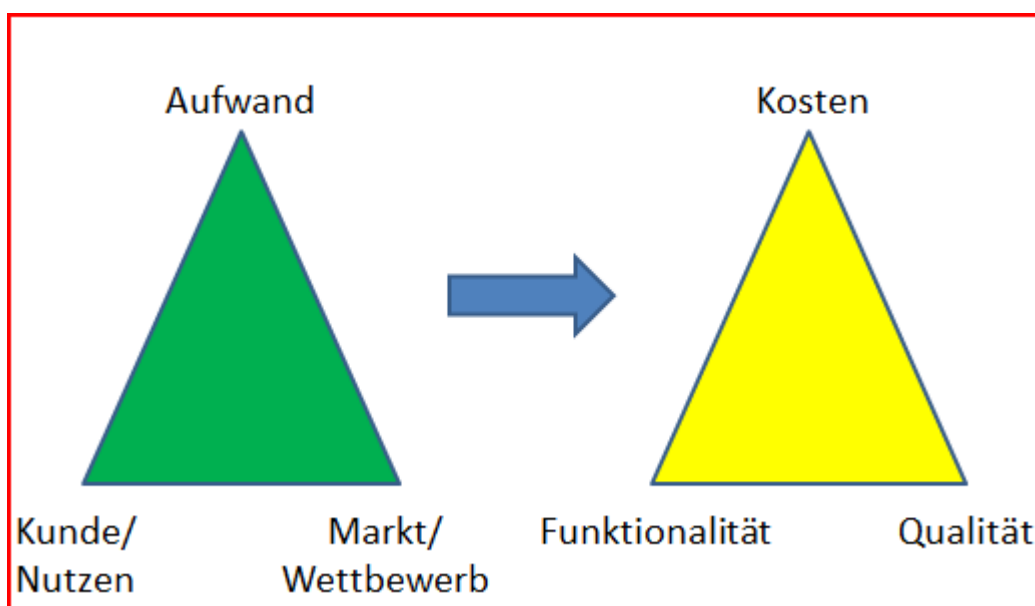 Aufwand
Kosten
Kunde/
Nutzen
Markt/
Wettbewerb
Funktionalität
Qualität